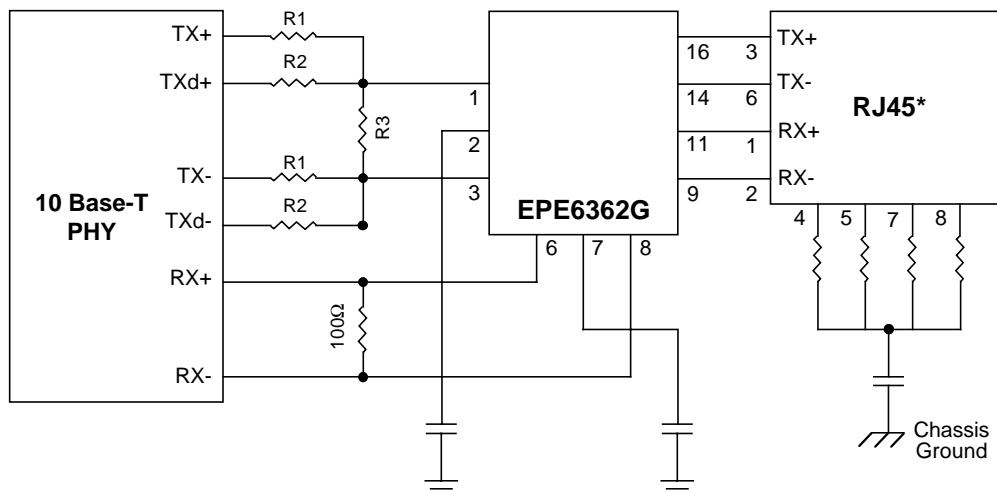 TX+
R1
TXd+
R2
R3
TX-
R1
TXd-
R2
10 Base-T
PHY
RX+
100Ω
RX-
1
2
3
EPE6362G
6
7
8
16
14
11
9
3
6
1
2
TX+
TX-
RX+
RX-
RJ45*
4
5
7
8
Chassis
Ground